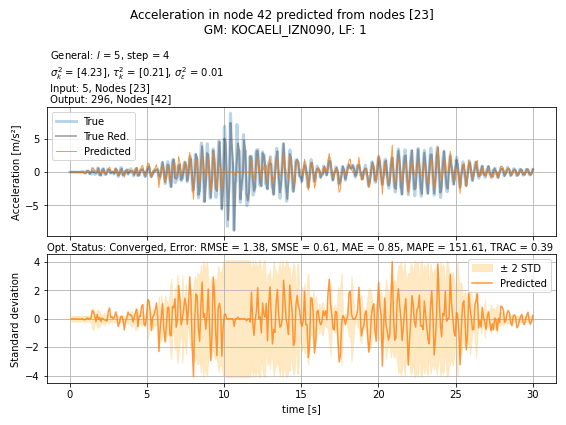 Acceleration in node 42 predicted from nodes [23]
GM: KOCAELI_IZN090, LF: 1
General: l = 5, step = 4
σ²ₖ = [4.23], τ²ₖ = [0.21], σ²ε = 0.01
Input: 5, Nodes [23]
Output: 296, Nodes [42]
Acceleration [m/s²]
5
0
−5
True
True Red.
Predicted
Opt. Status: Converged, Error: RMSE = 1.38, SMSE = 0.61, MAE = 0.85, MAPE = 151.61, TRAC = 0.39
Standard deviation
4
2
0
−2
−4
± 2 STD
Predicted
0 5 10 15 20 25 30
time [s]